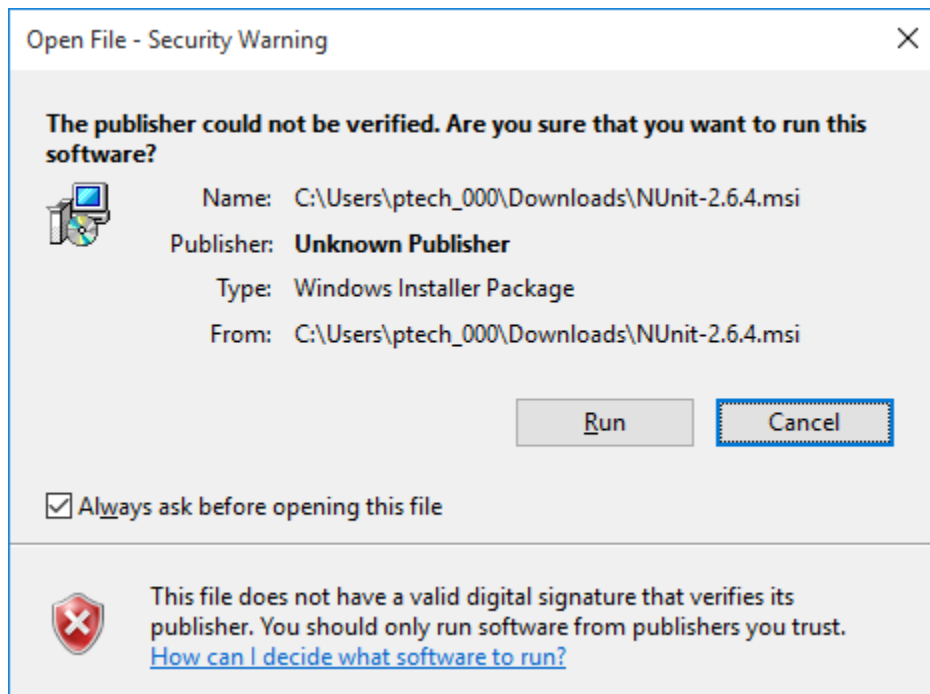 Open File - Security Warning
The publisher could not be verified. Are you sure that you want to run this
software?
Name: C:\Users\ptech_000\Downloads\NUnit-2.6.4.msi
Publisher: Unknown Publisher
Type: Windows Installer Package
From: C:\Users\ptech_000\Downloads\NUnit-2.6.4.msi
Run Cancel
Always ask before opening this file
This file does not have a valid digital signature that verifies its
publisher. You should only run software from publishers you trust.
How can I decide what software to run?